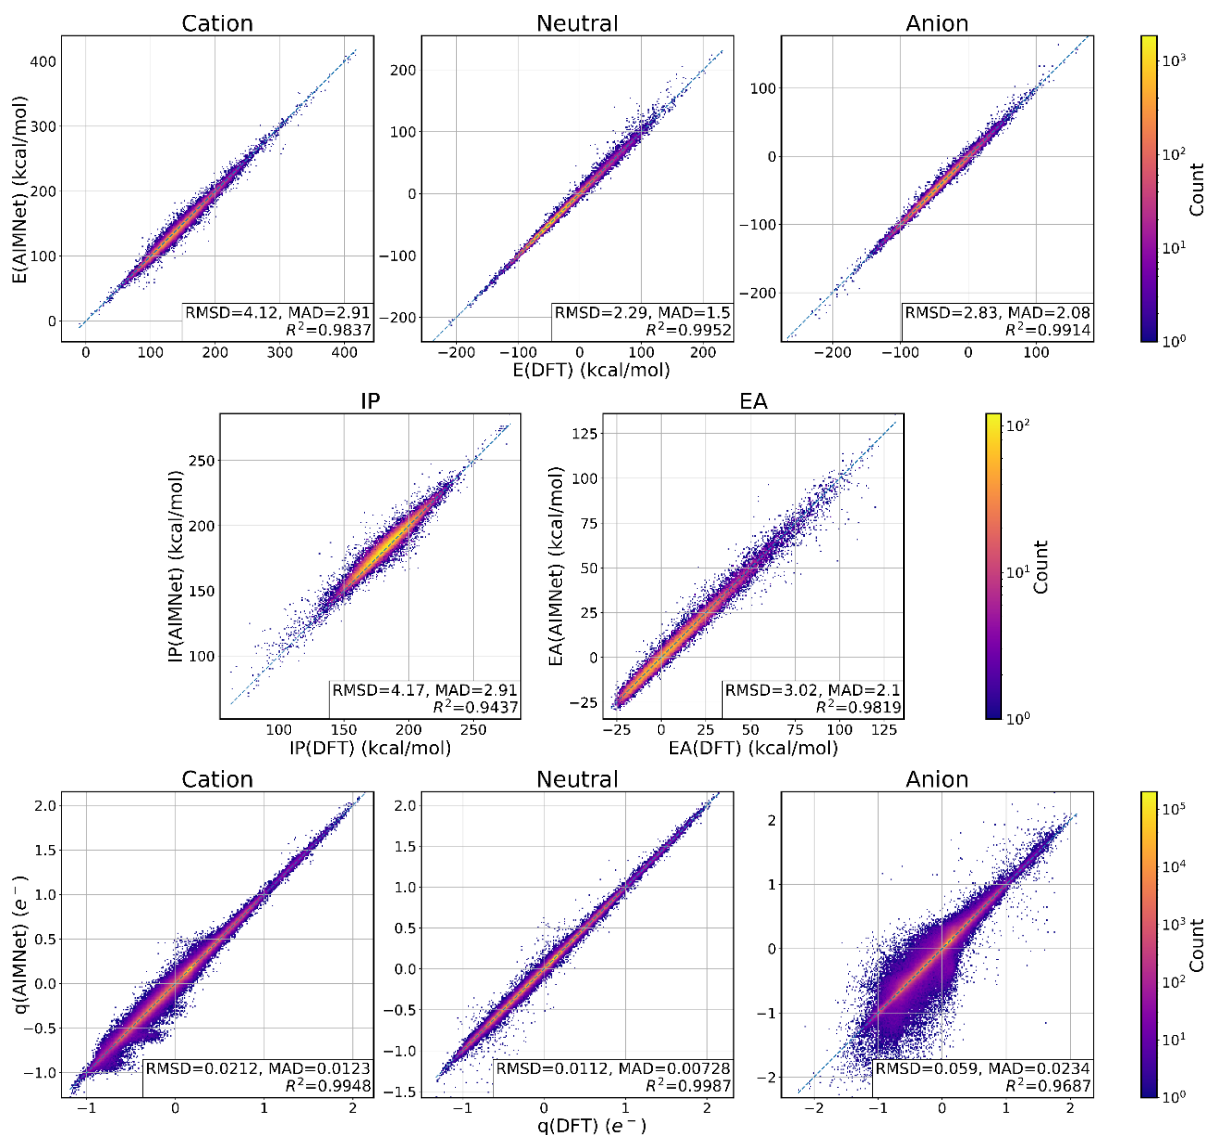 Cation
Neutral
Anion
E(AIMNet) (kcal/mol)
400
300
200
100
0
0
100
200
300
400
RMSD=4.12, MAD=2.91
R²=0.9837
200
100
0
−100
−200
−200
−100
0
100
200
RMSD=2.29, MAD=1.5
R²=0.9952
E(DFT) (kcal/mol)
100
0
−100
−200
−200
−100
0
100
RMSD=2.83, MAD=2.08
R²=0.9914
10³
10²
10¹
10⁰
Count
IP
EA
IP(AIMNet) (kcal/mol)
250
200
150
100
100
150
200
250
RMSD=4.17, MAD=2.91
R²=0.9437
IP(DFT) (kcal/mol)
EA(AIMNet) (kcal/mol)
125
100
75
50
25
0
−25
−25
0
25
50
75
100
125
RMSD=3.02, MAD=2.1
R²=0.9819
EA(DFT) (kcal/mol)
10²
10¹
10⁰
Count
Cation
Neutral
Anion
q(AIMNet) (e⁻)
2.0
1.5
1.0
0.5
0.0
−0.5
−1.0
−1
0
1
2
RMSD=0.0212, MAD=0.0123
R²=0.9948
2.0
1.5
1.0
0.5
0.0
−0.5
−1.0
−1.5
−1
0
1
2
RMSD=0.0112, MAD=0.00728
R²=0.9987
q(DFT) (e⁻)
2
1
0
−1
−2
−2
−1
0
1
2
RMSD=0.059, MAD=0.0234
R²=0.9687
10⁵
10⁴
10³
10²
10¹
10⁰
Count